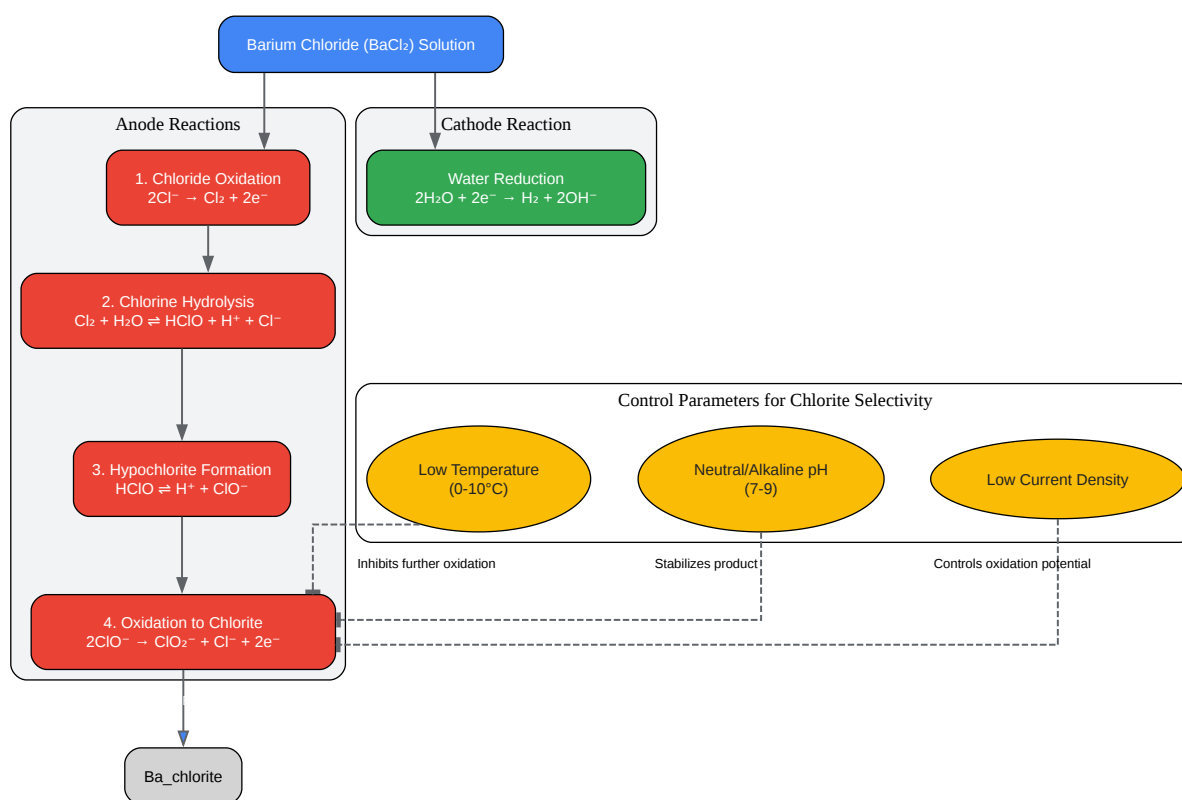 Barium Chloride (BaCl₂) Solution
Anode Reactions
Cathode Reaction
1. Chloride Oxidation
2Cl⁻ → Cl₂ + 2e⁻
Water Reduction
2H₂O + 2e⁻ → H₂ + 2OH⁻
2. Chlorine Hydrolysis
Cl₂ + H₂O ⇌ HClO + H⁺ + Cl⁻
Control Parameters for Chlorite Selectivity
3. Hypochlorite Formation
HClO ⇌ H⁺ + ClO⁻
Low Temperature
(0-10°C)
Neutral/Alkaline pH
(7-9)
Low Current Density
Inhibits further oxidation
Stabilizes product
Controls oxidation potential
4. Oxidation to Chlorite
2ClO⁻ → ClO₂⁻ + Cl⁻ + 2e⁻
Ba_chlorite